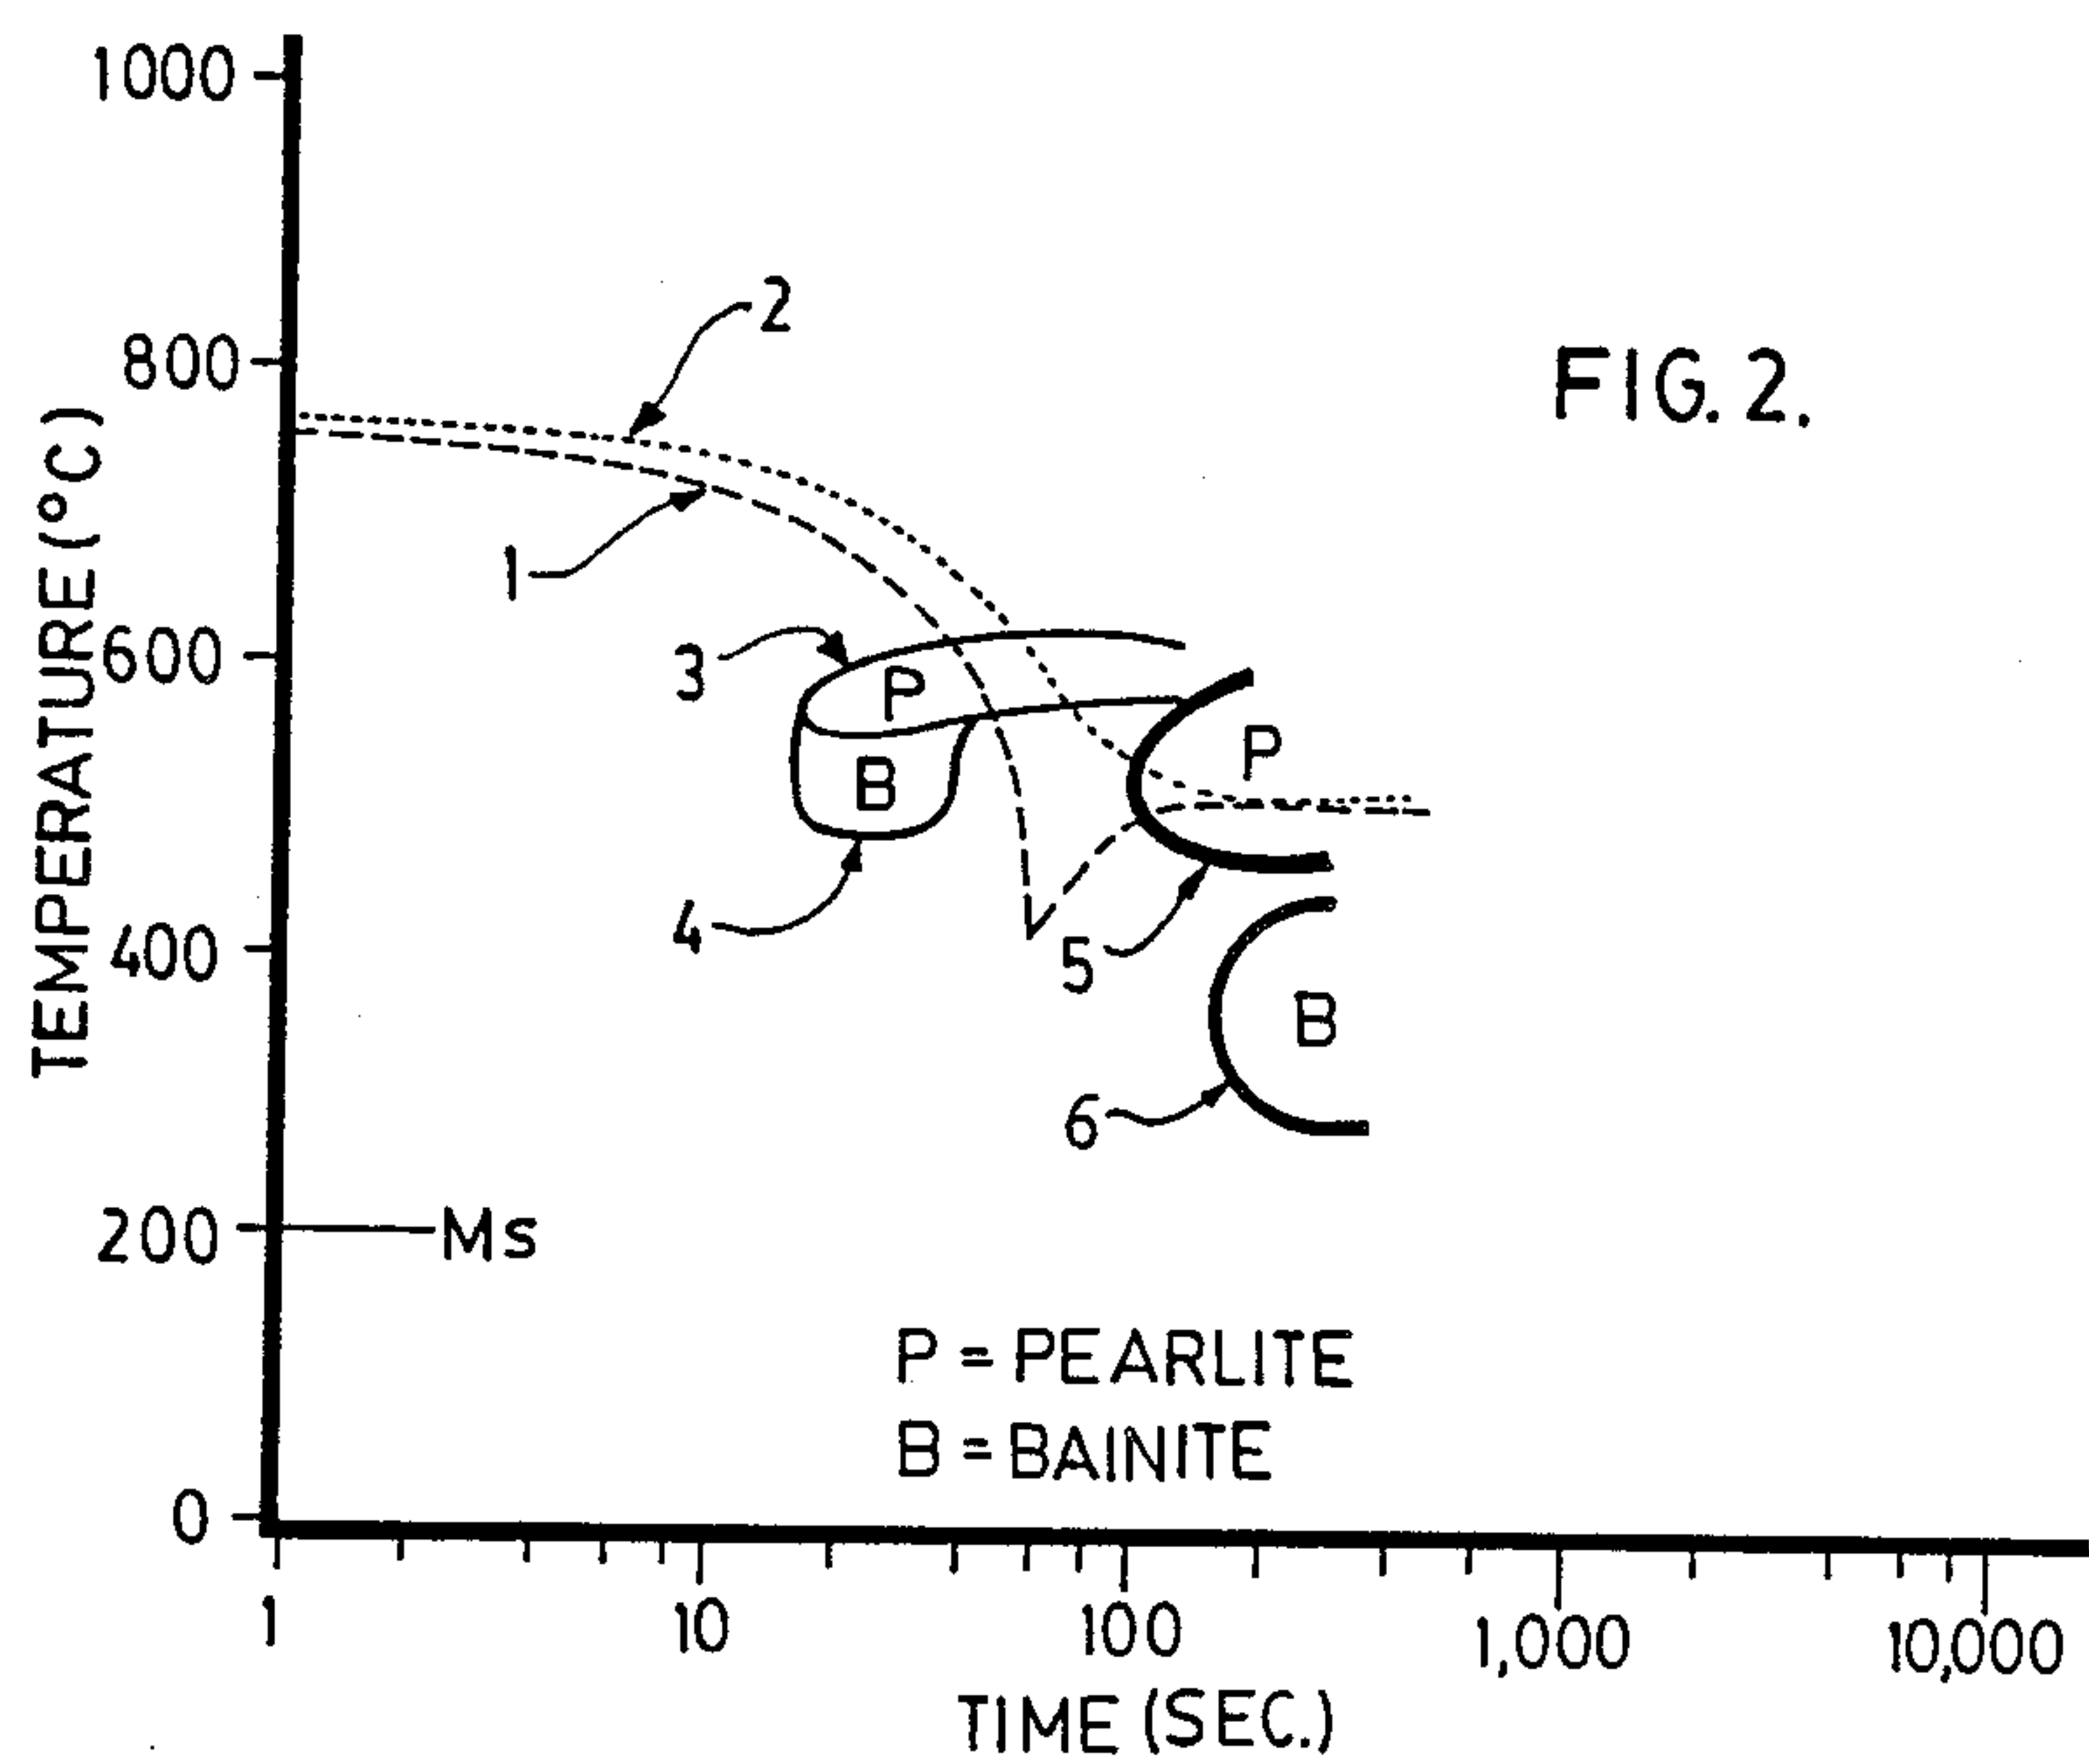 FIG. 2.
TEMPERATURE (°C)
1000
800
600
400
200
0
2
1
3
P
B
4
P
5
B
6
Ms
P = PEARLITE
B = BAINITE
1 10 100 1,000 10,000
TIME (SEC.)